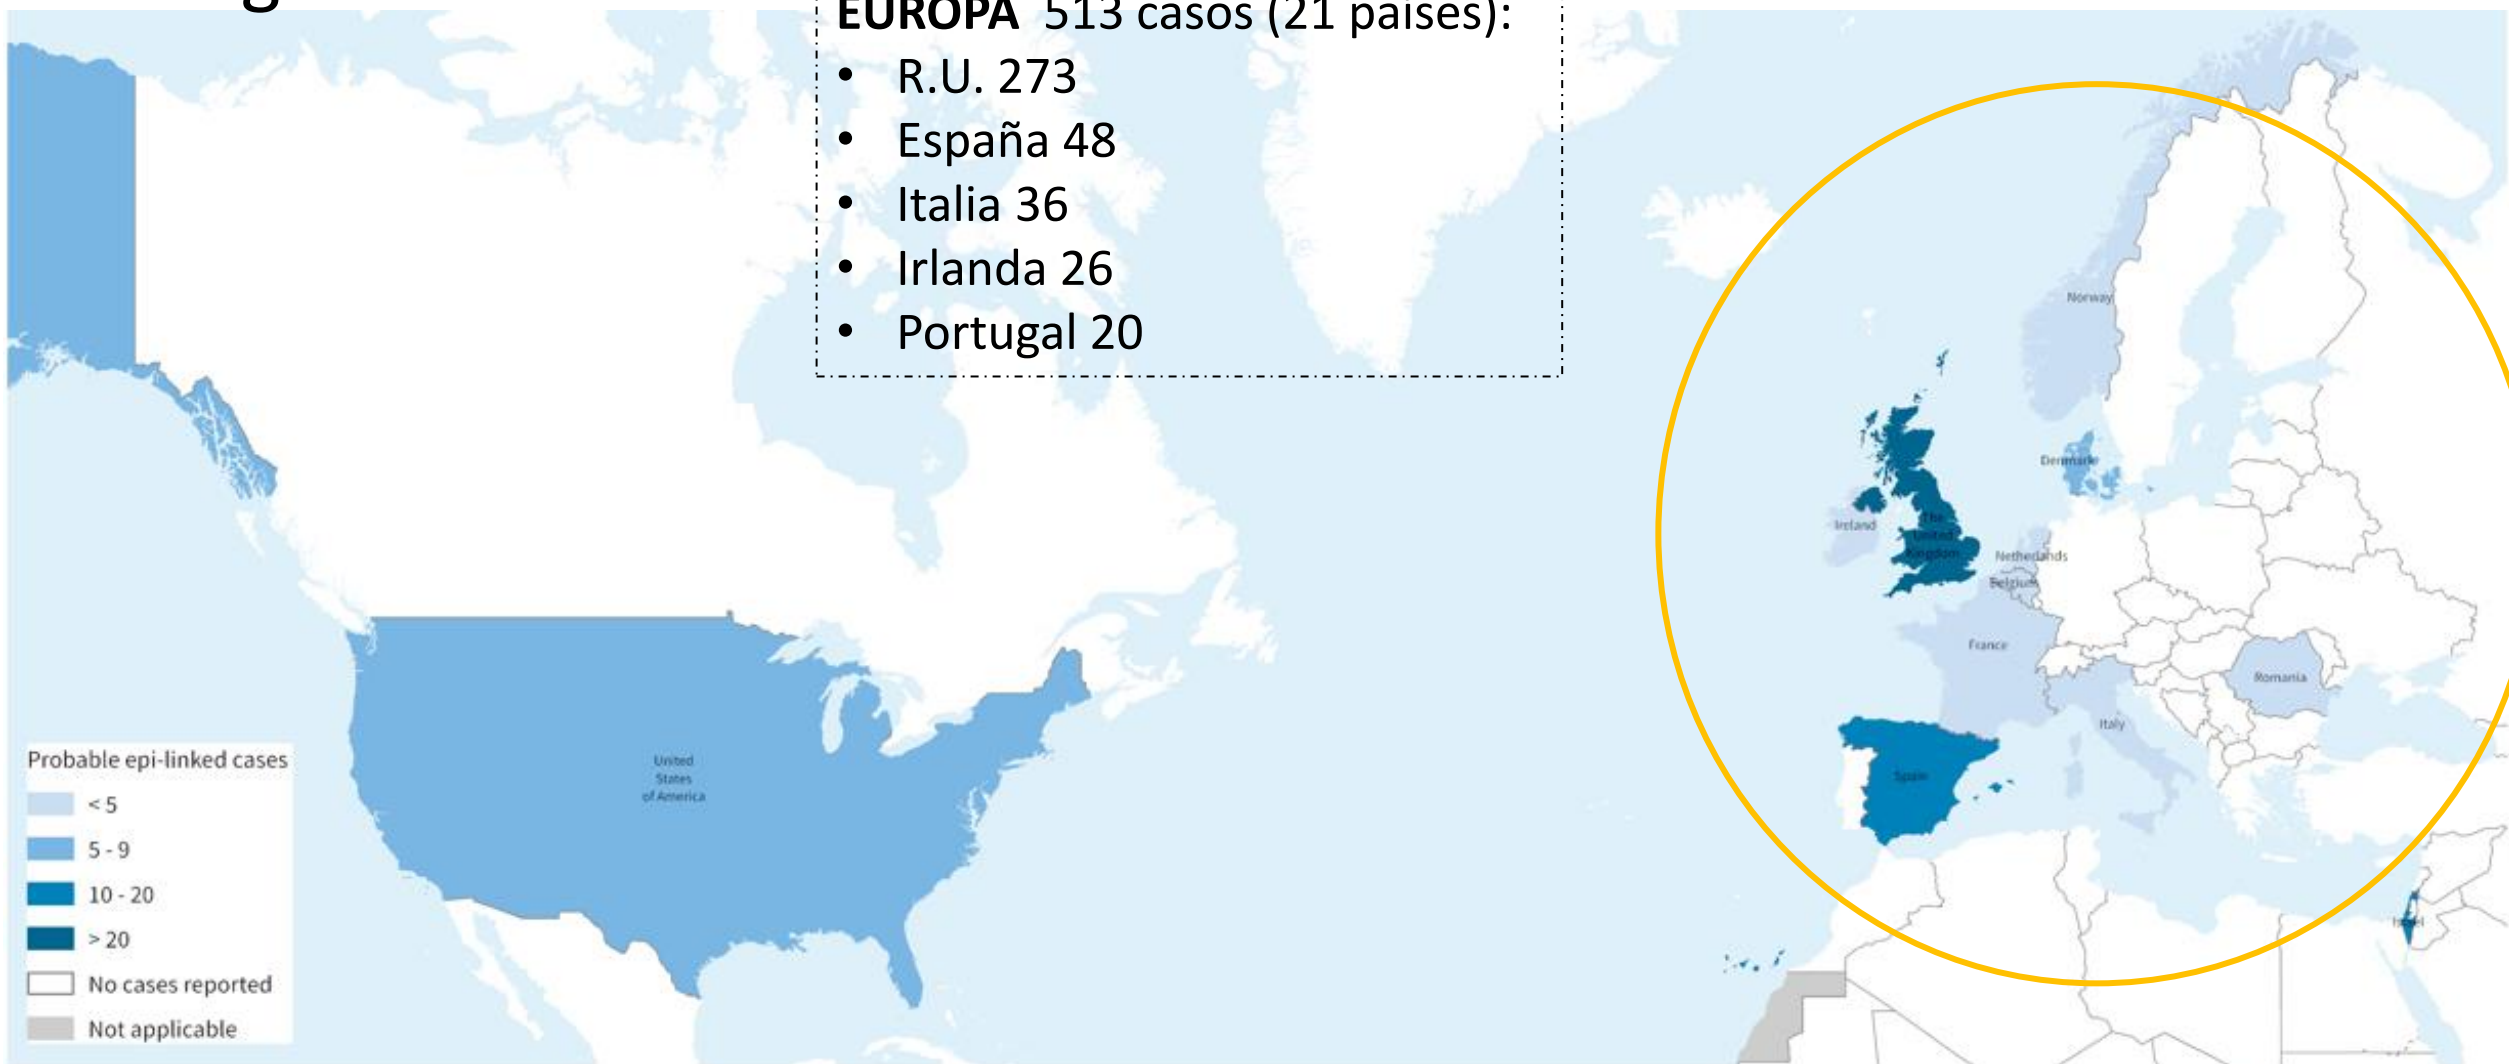 EUROPA 513 casos (21 países):
• R.U. 273
• España 48
• Italia 36
• Irlanda 26
• Portugal 20
Norway
Denmark
Ireland
The
United
Kingdom
Netherlands
Belgium
France
Romania
Italy
Spain
Israel
United
States
of America
Probable epi-linked cases
< 5
5 - 9
10 - 20
> 20
No cases reported
Not applicable